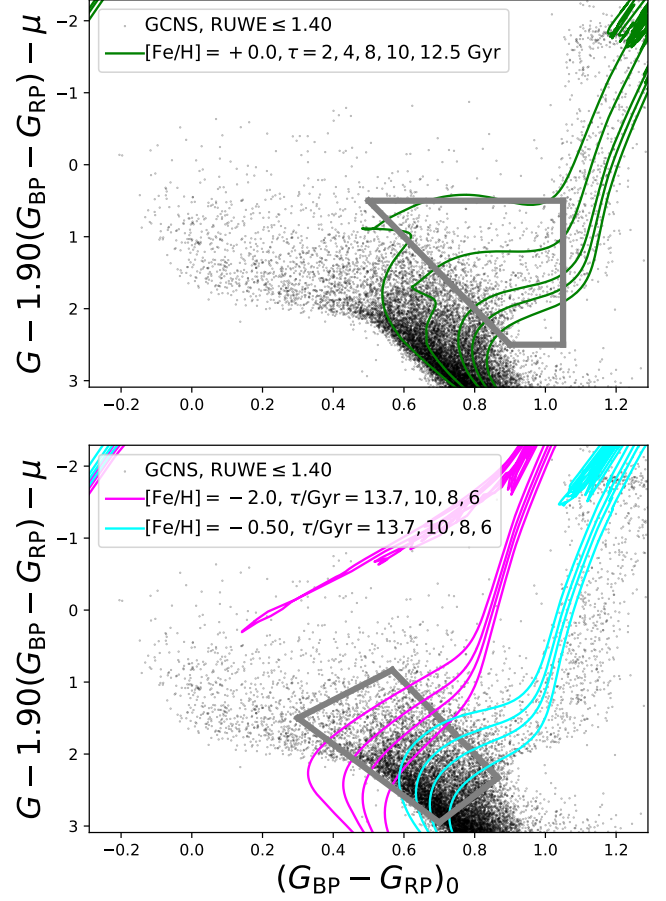 −2
−1
0
1
2
3
G − 1.90(G_BP − G_RP) − μ
GCNS, RUWE ≤ 1.40
[Fe/H] = + 0.0, τ = 2, 4, 8, 10, 12.5 Gyr
−0.2 0.0 0.2 0.4 0.6 0.8 1.0 1.2
−2
−1
0
1
2
3
G − 1.90(G_BP − G_RP) − μ
GCNS, RUWE ≤ 1.40
[Fe/H] = − 2.0, τ/Gyr = 13.7, 10, 8, 6
[Fe/H] = − 0.50, τ/Gyr = 13.7, 10, 8, 6
−0.2 0.0 0.2 0.4 0.6 0.8 1.0 1.2
(G_BP − G_RP)_0